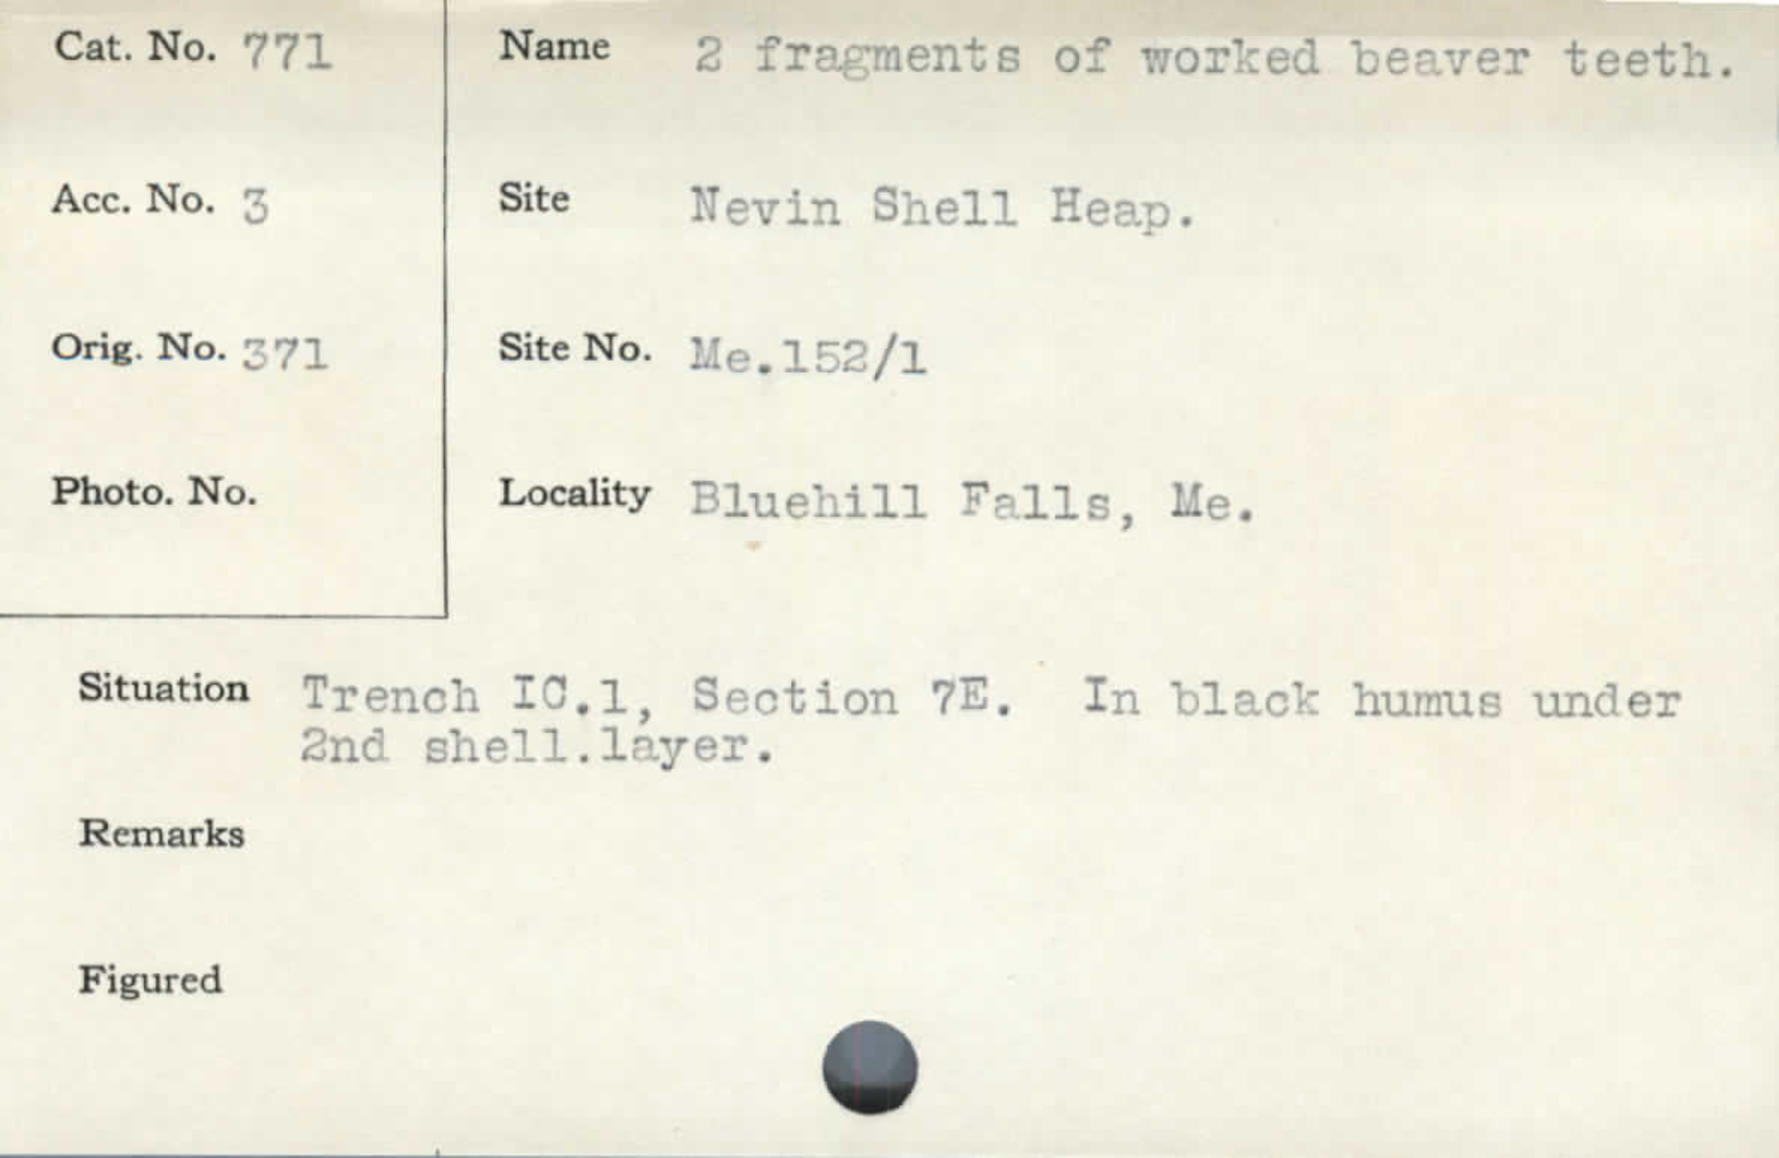 Cat. No. 771
Name 2 fragments of worked beaver teeth.
Acc. No. 3
Site Nevin Shell Heap.
Orig. No. 371
Site No. Me.152/1
Photo. No.
Locality Bluehill Falls, Me.
Situation Trench IC.1, Section 7E. In black humus under
2nd shell.layer.
Remarks
Figured